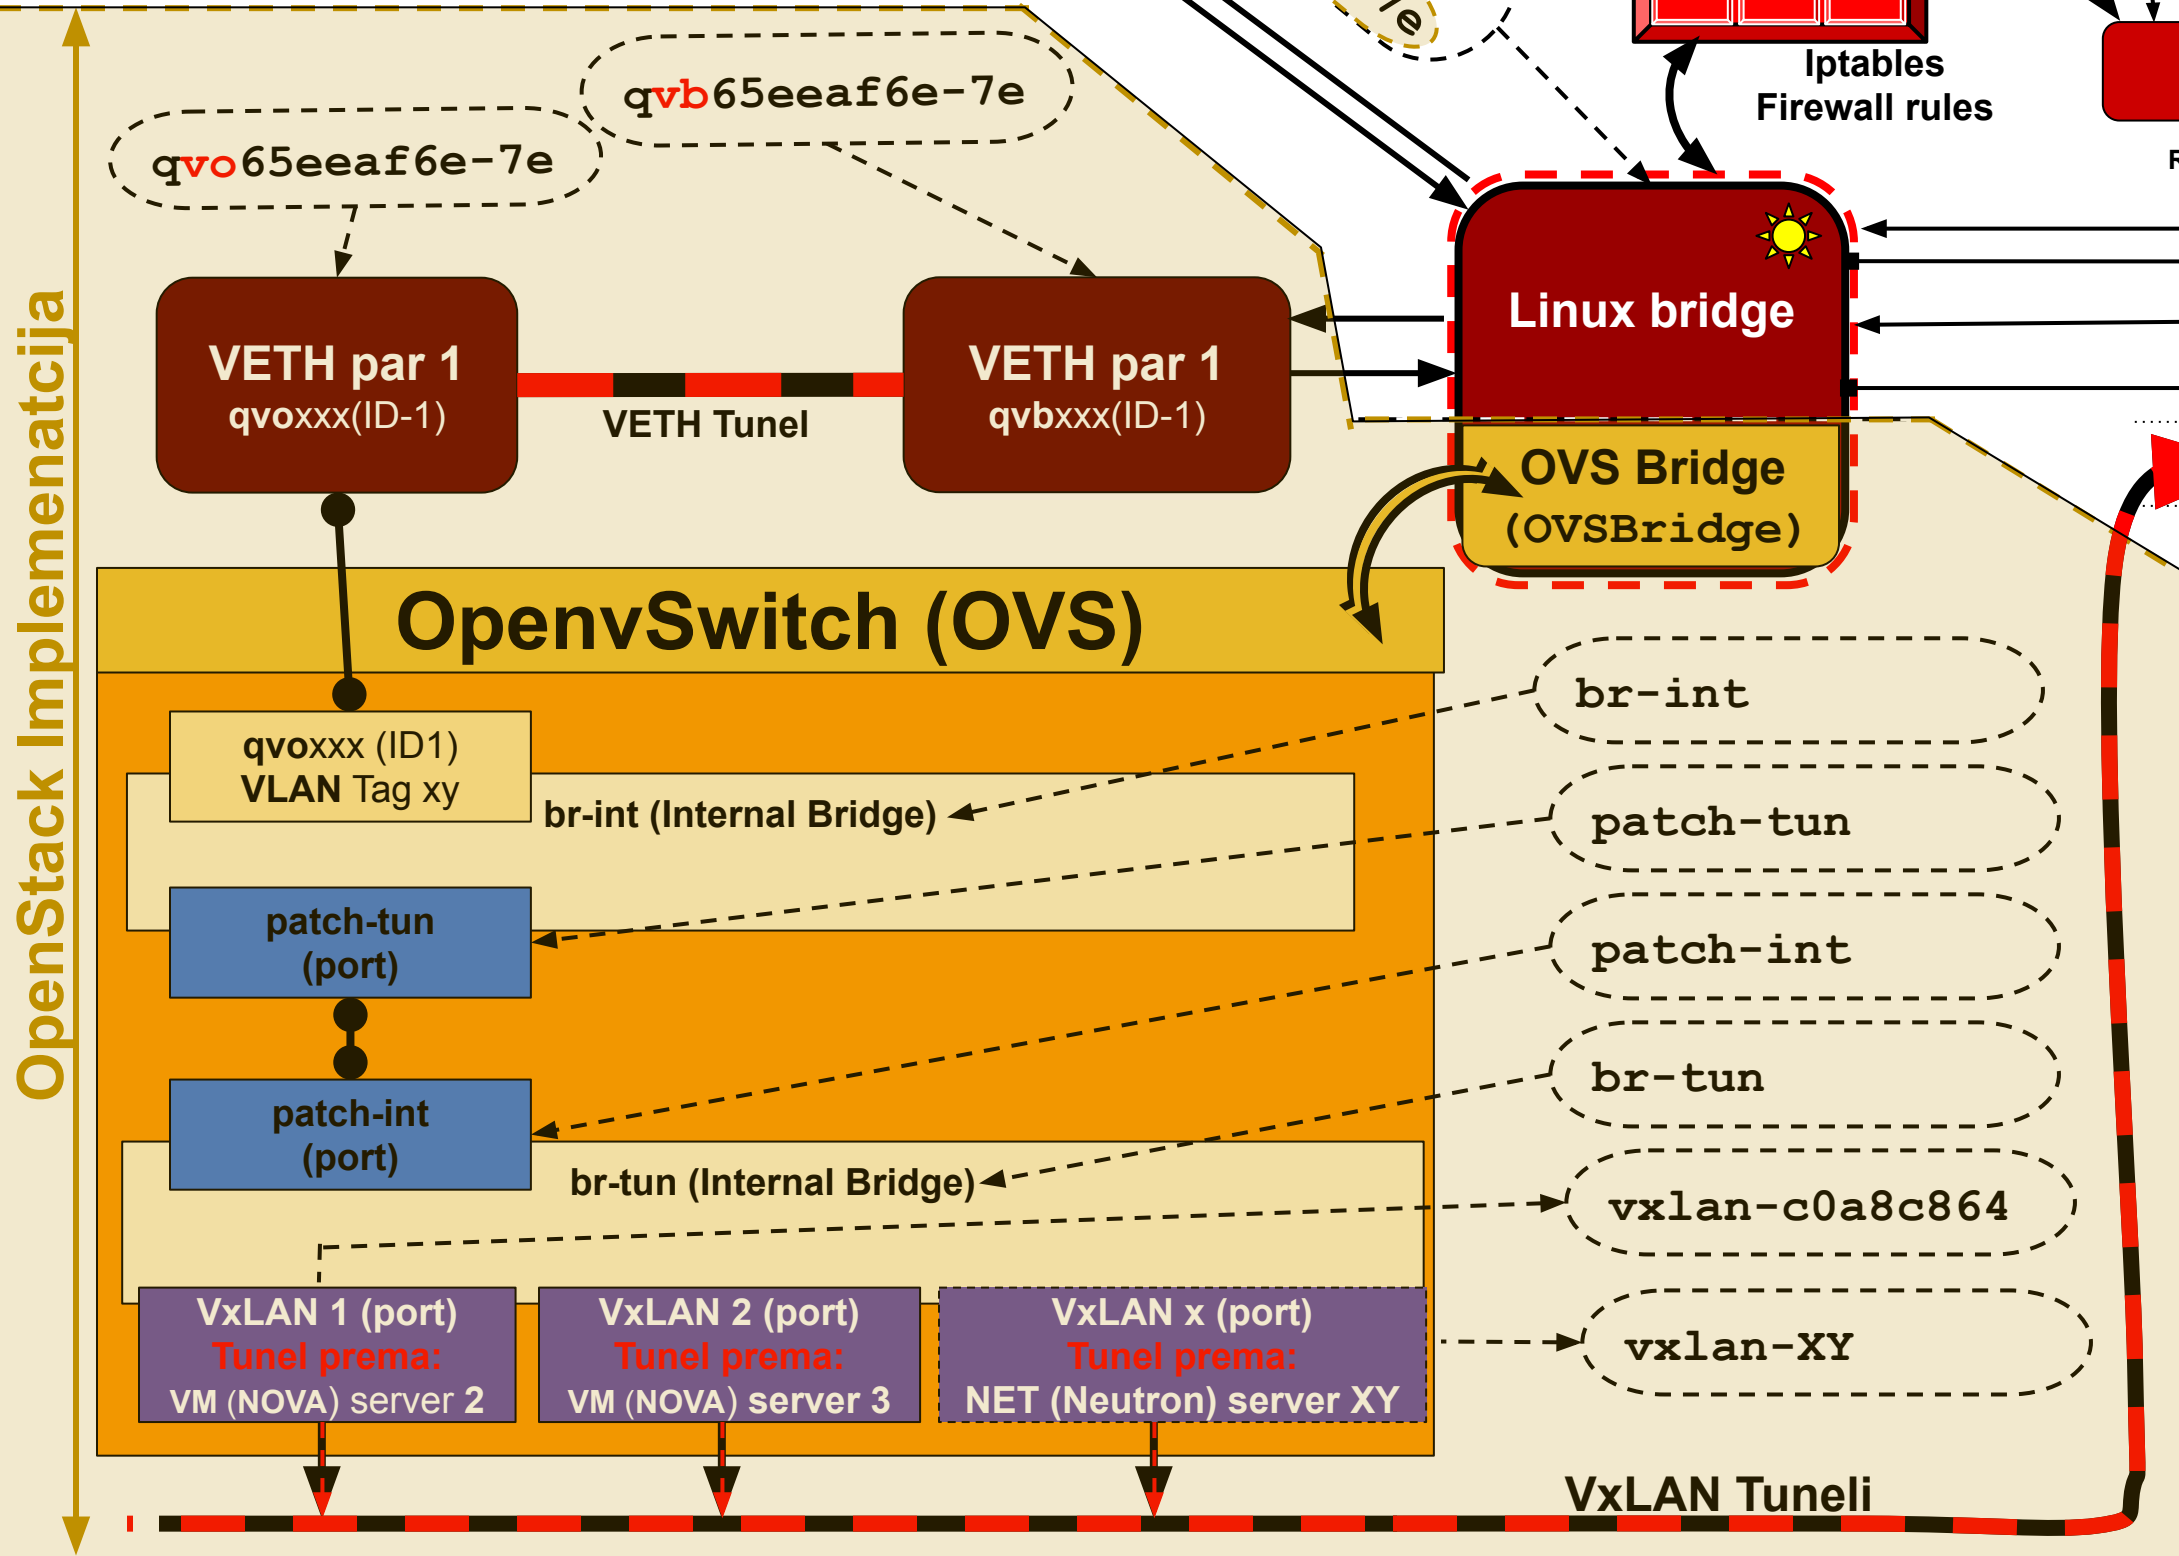 7e
Iptables
Firewall rules
R
qvb65eeaf6e-7e
qvo65eeaf6e-7e
OpenStack Implemenatcija
VETH par 1
qvoxxx(ID-1)
VETH Tunel
VETH par 1
qvbxxx(ID-1)
Linux bridge
OVS Bridge
(OVSBridge)
OpenvSwitch (OVS)
qvoxxx (ID1)
VLAN Tag xy
br-int (Internal Bridge)
patch-tun
(port)
patch-int
(port)
br-tun (Internal Bridge)
br-int
patch-tun
patch-int
br-tun
vxlan-c0a8c864
vxlan-XY
VxLAN 1 (port)
Tunel prema:
VM (NOVA) server 2
VxLAN 2 (port)
Tunel prema:
VM (NOVA) server 3
VxLAN x (port)
Tunel prema:
NET (Neutron) server XY
VxLAN Tuneli